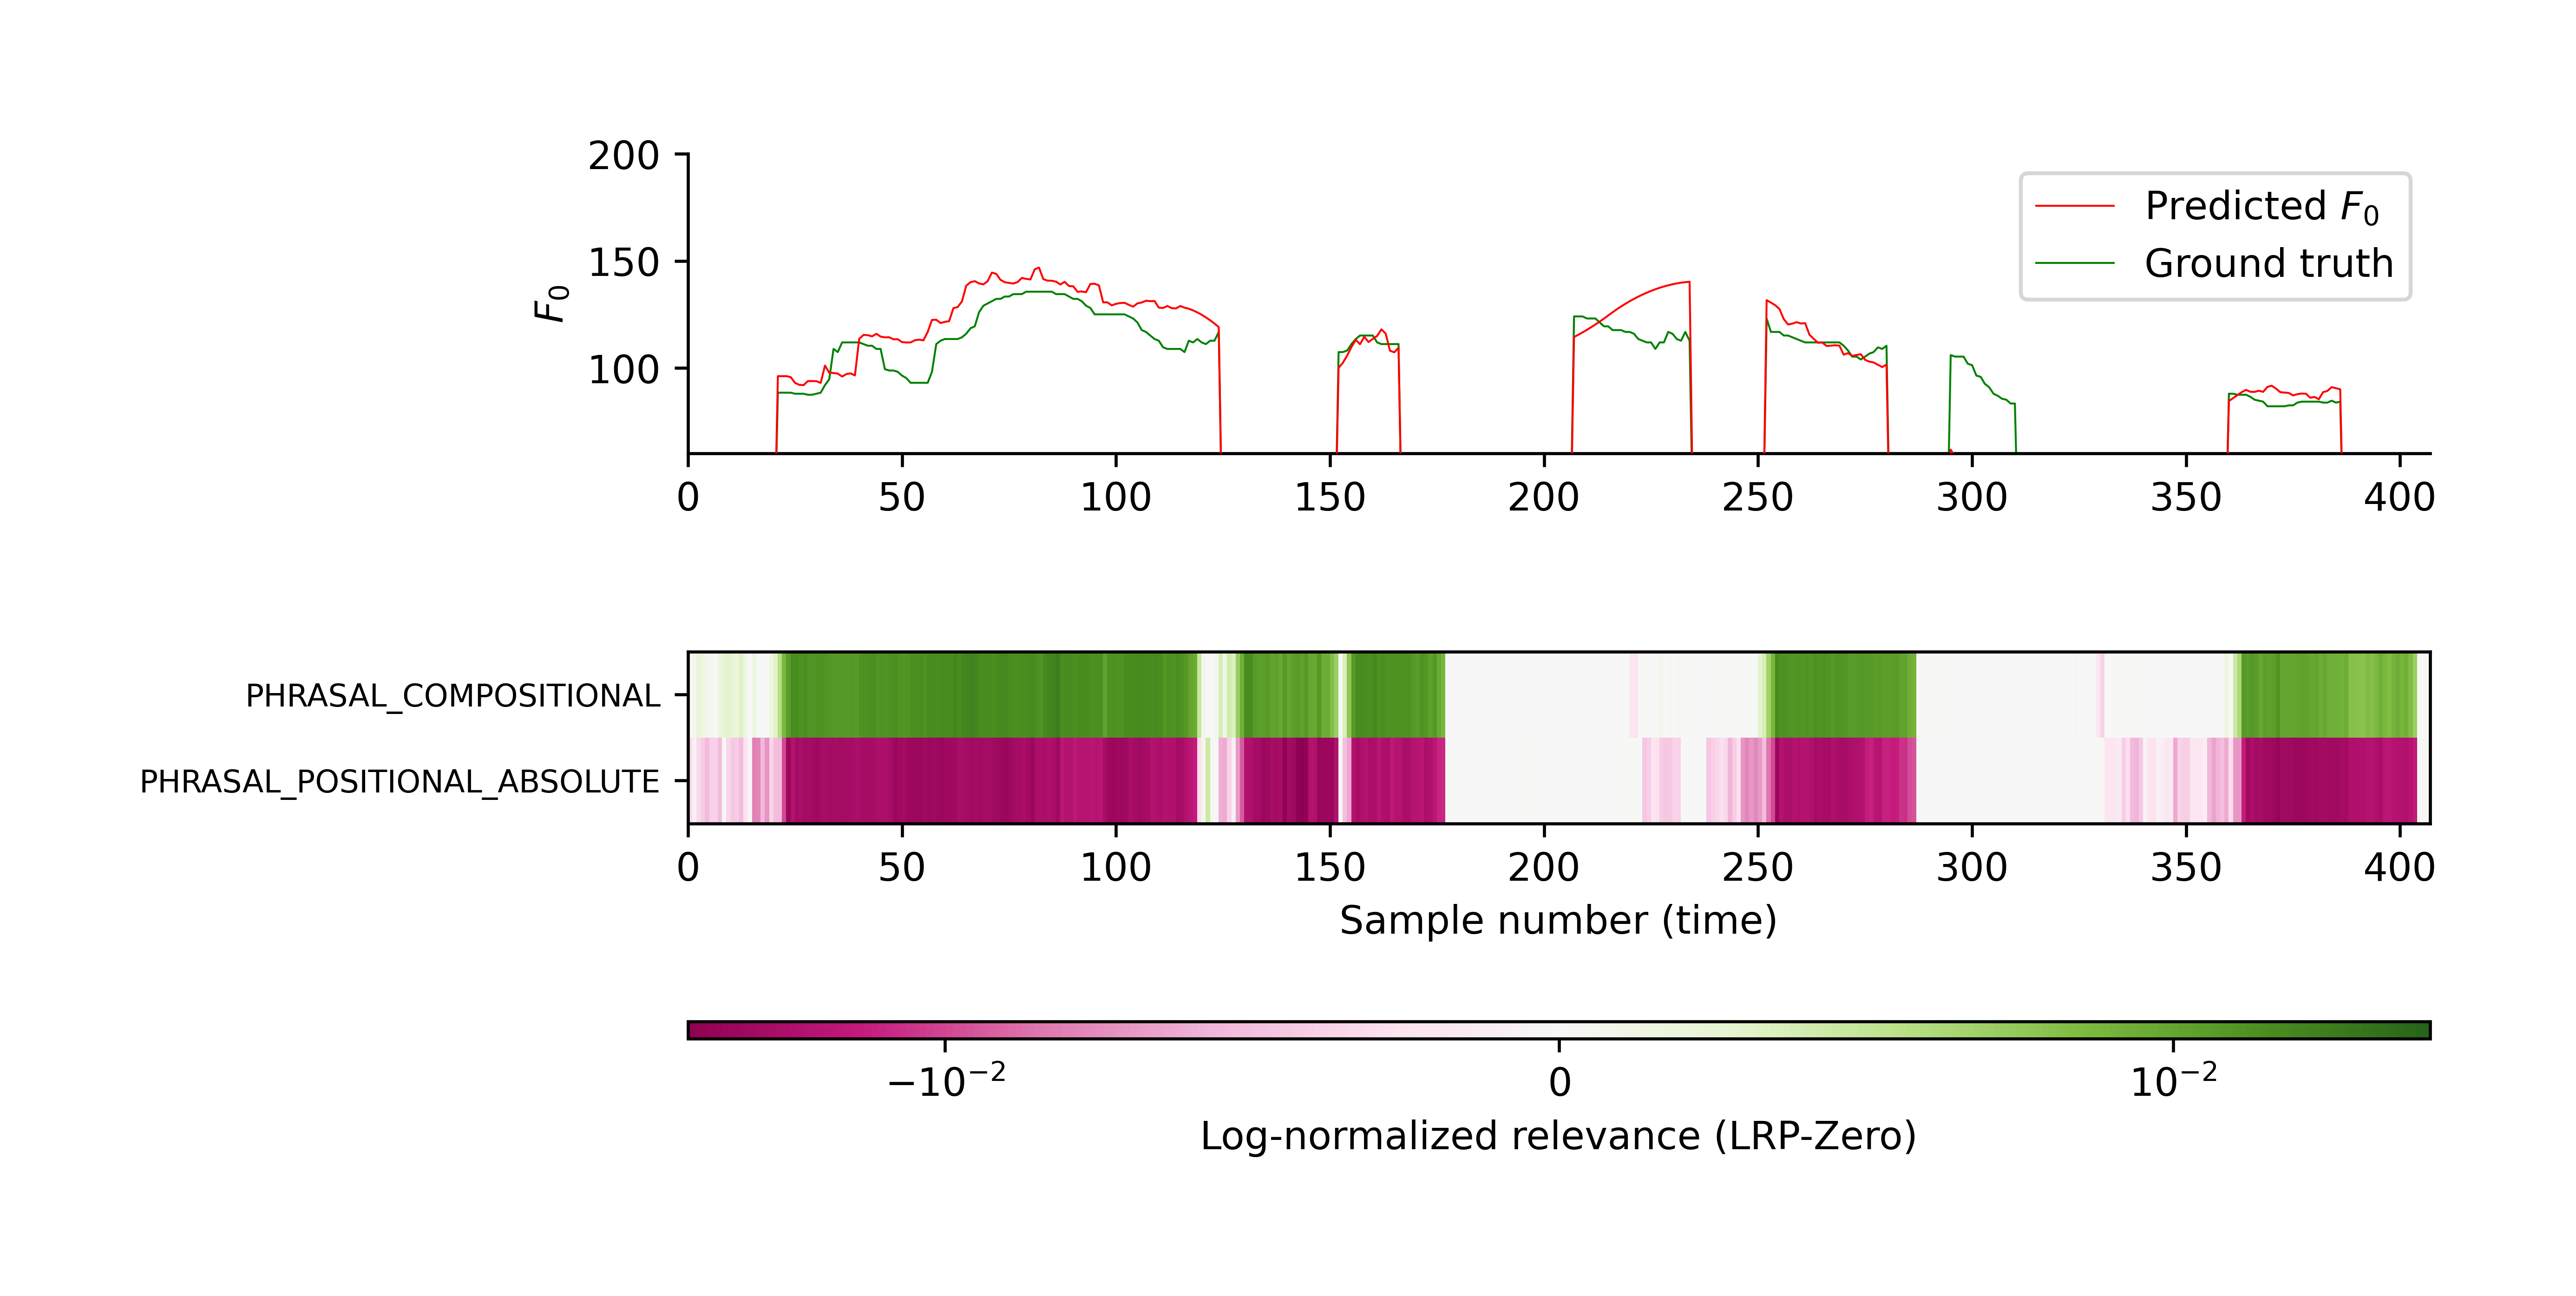 200
150
100
F0
Predicted F0
Ground truth
0 50 100 150 200 250 300 350 400
PHRASAL_COMPOSITIONAL
PHRASAL_POSITIONAL_ABSOLUTE
0 50 100 150 200 250 300 350 400
Sample number (time)
−10−2 0 10−2
Log-normalized relevance (LRP-Zero)